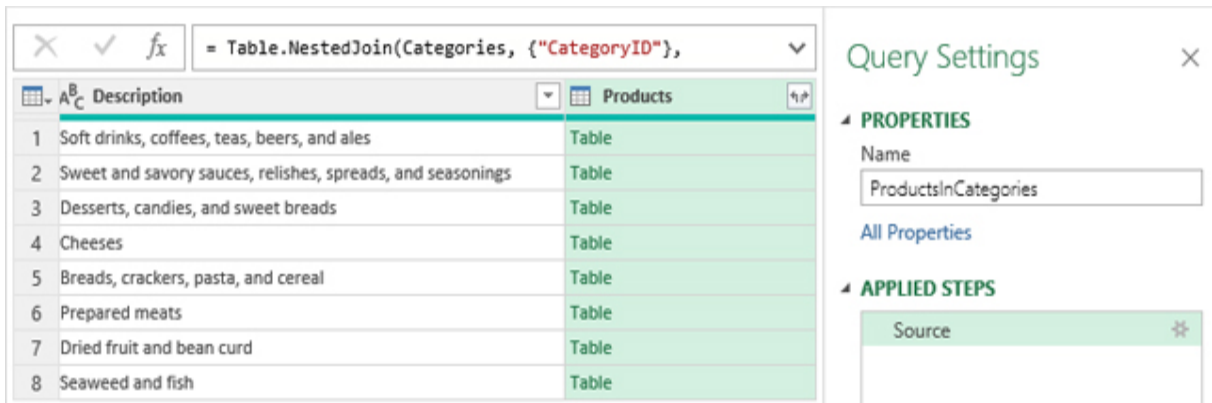 fx = Table.NestedJoin(Categories, {"CategoryID"},
ABC Description Products
1 Soft drinks, coffees, teas, beers, and ales Table
2 Sweet and savory sauces, relishes, spreads, and seasonings Table
3 Desserts, candies, and sweet breads Table
4 Cheeses Table
5 Breads, crackers, pasta, and cereal Table
6 Prepared meats Table
7 Dried fruit and bean curd Table
8 Seaweed and fish Table
Query Settings
PROPERTIES
Name
ProductsInCategories
All Properties
APPLIED STEPS
Source